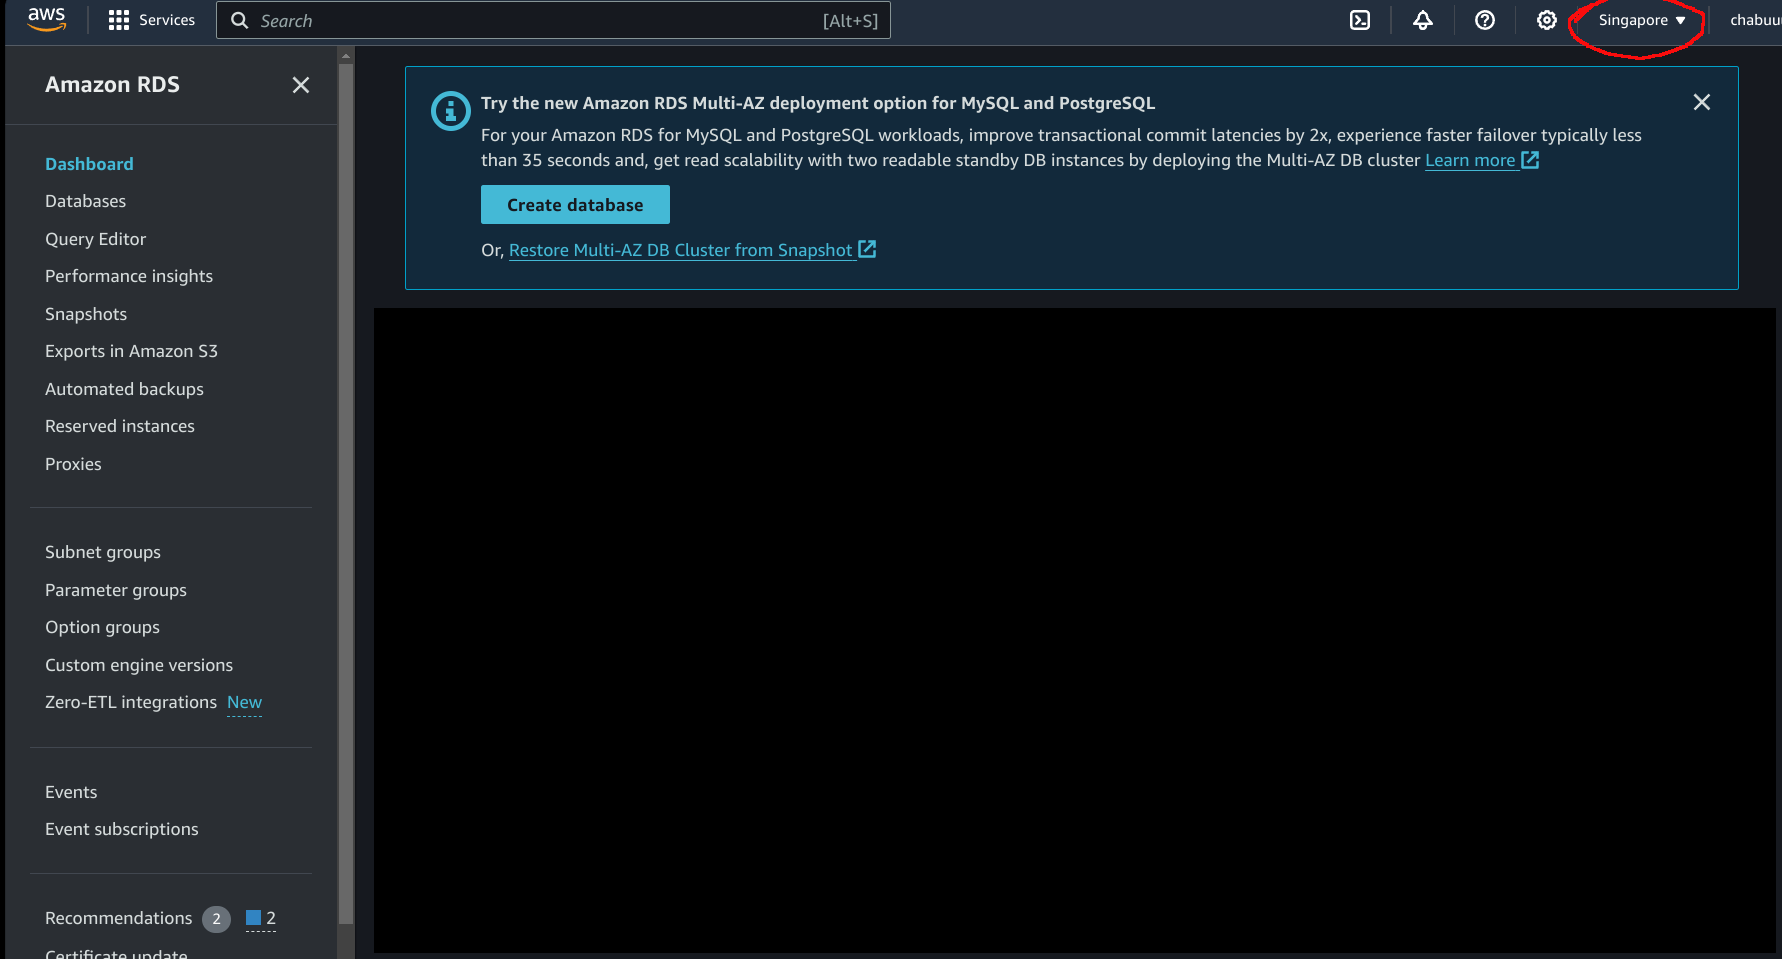 aws
Services
Search
[Alt+S]
Singapore
Amazon RDS
Dashboard
Databases
Query Editor
Performance insights
Snapshots
Exports in Amazon S3
Automated backups
Reserved instances
Proxies
Subnet groups
Parameter groups
Option groups
Custom engine versions
Zero-ETL integrations New
Events
Event subscriptions
Recommendations 2 2
Certificate update
Try the new Amazon RDS Multi-AZ deployment option for MySQL and PostgreSQL
For your Amazon RDS for MySQL and PostgreSQL workloads, improve transactional commit latencies by 2x, experience faster failover typically less
than 35 seconds and, get read scalability with two readable standby DB instances by deploying the Multi-AZ DB cluster Learn more
Create database
Or, Restore Multi-AZ DB Cluster from Snapshot